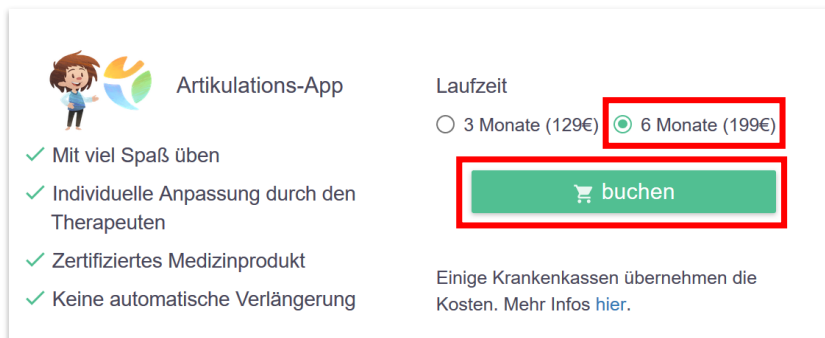 Artikulations-App
Mit viel Spaß üben
Individuelle Anpassung durch den
Therapeuten
Zertifiziertes Medizinprodukt
Keine automatische Verlängerung
Laufzeit
3 Monate (129€) 6 Monate (199€)
buchen
Einige Krankenkassen übernehmen die
Kosten. Mehr Infos hier.